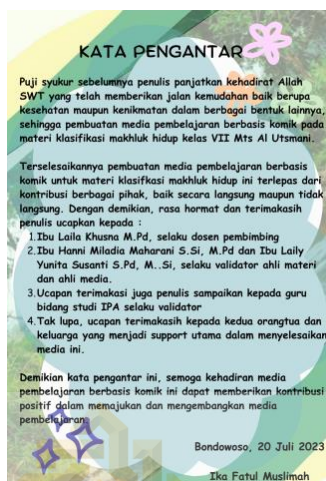 KATA PENGANTAR
Puji syukur sebelumnya penulis panjatkan kehadirat Allah
SWT yang telah memberikan jalan kemudahan baik berupa
kesehatan maupun kenikmatan dalam berbagai bentuk lainnya,
sehingga pembuatan media pembelajaran berbasis komik pada
materi klasifikasi makhluk hidup kelas VII Mts Al Utsmani.
Terselesaikannya pembuatan media pembelajaran berbasis
komik untuk materi klasifkasi makhluk hidup ini terlepas dari
kontribusi berbagai pihak, baik secara langsung maupun tidak
langsung. Dengan demikian, rasa hormat dan terimakasih
penulis ucapkan kepada :
1.Ibu Laila Khusna M.Pd, selaku dosen pembimbing
2.Ibu Hanni Miladia Maharani S.Si, M.Pd dan Ibu Laily
Yunita Susanti S.Pd, M..Si, selaku validator ahli materi
dan ahli media.
3.Ucapan terimakasi juga penulis sampaikan kepada guru
bidang studi IPA selaku validator
4.Tak lupa, ucapan terimakasih kepada kedua orangtua dan
keluarga yang menjadi support utama dalam menyelesaikan
media ini.
Demikian kata pengantar ini, semoga kehadiran media
pembelajaran berbasis komik ini dapat memberikan kontribusi
positif dalam memajukan dan mengembangkan media
pembelajaran.
Bondowoso, 20 Juli 2023
Ika Fatul Muslimah